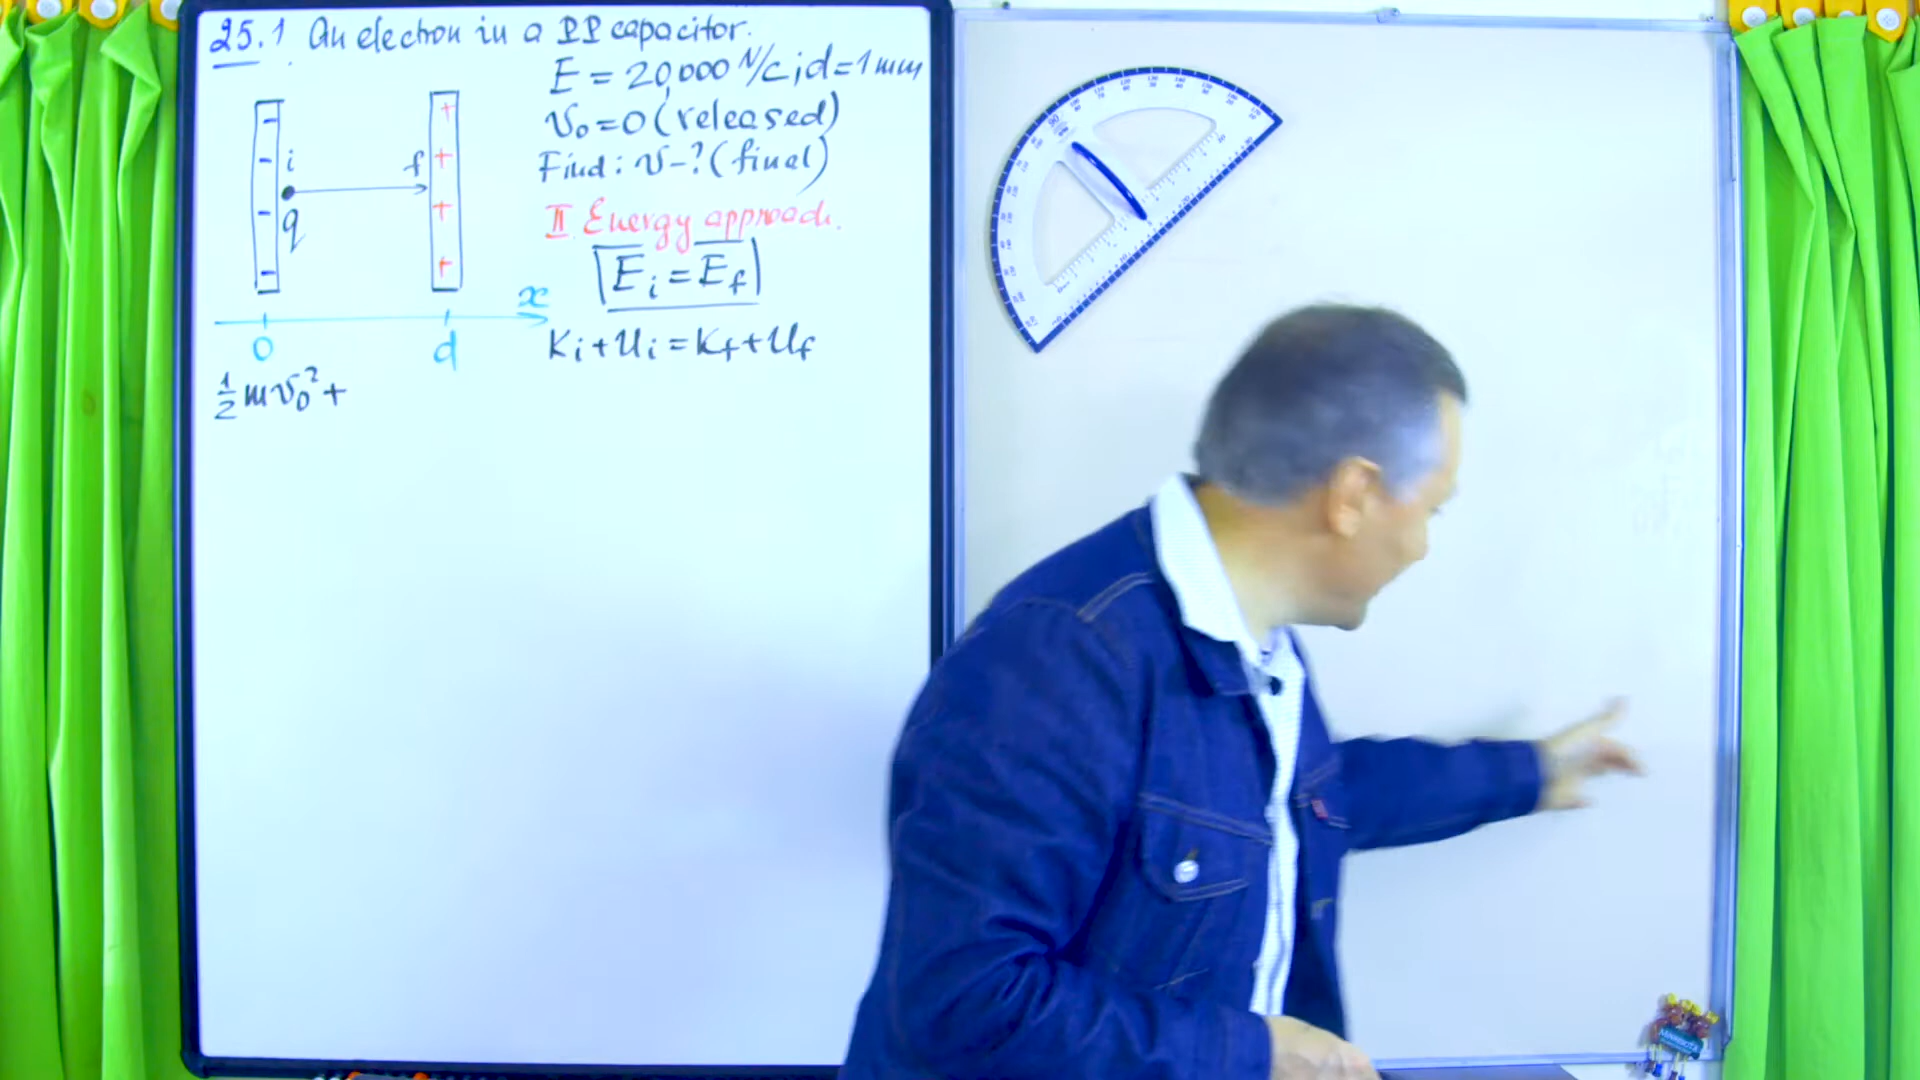 25.1 An electron in a PP capacitor.
E = 20,000 N/C; d = 1 mm
v₀ = 0 (released)
Find: v - ? (final)
II. Energy approach.
Eᵢ = E_f
Kᵢ + Uᵢ = K_f + U_f
- - - -
+ + + +
i
f
q
x
0
d
½mv₀² +
MINNESOTA